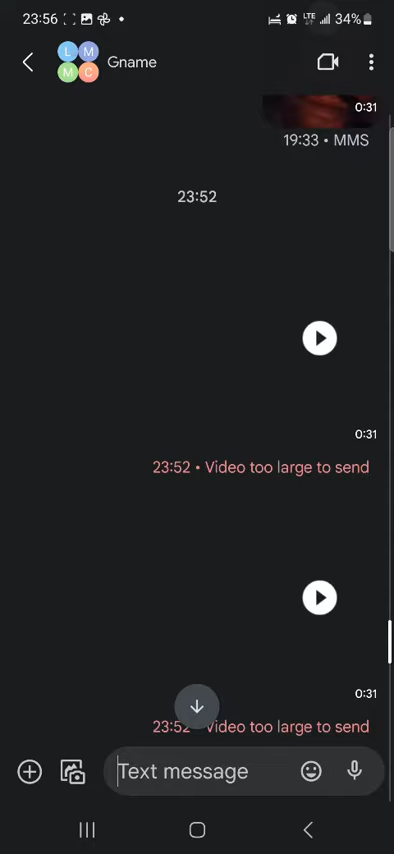 23:56 LTE 34%
L M Gname
M C
0:31
19:33 • MMS
23:52
0:31
23:52 • Video too large to send
0:31
23:52 Video too large to send
Text message